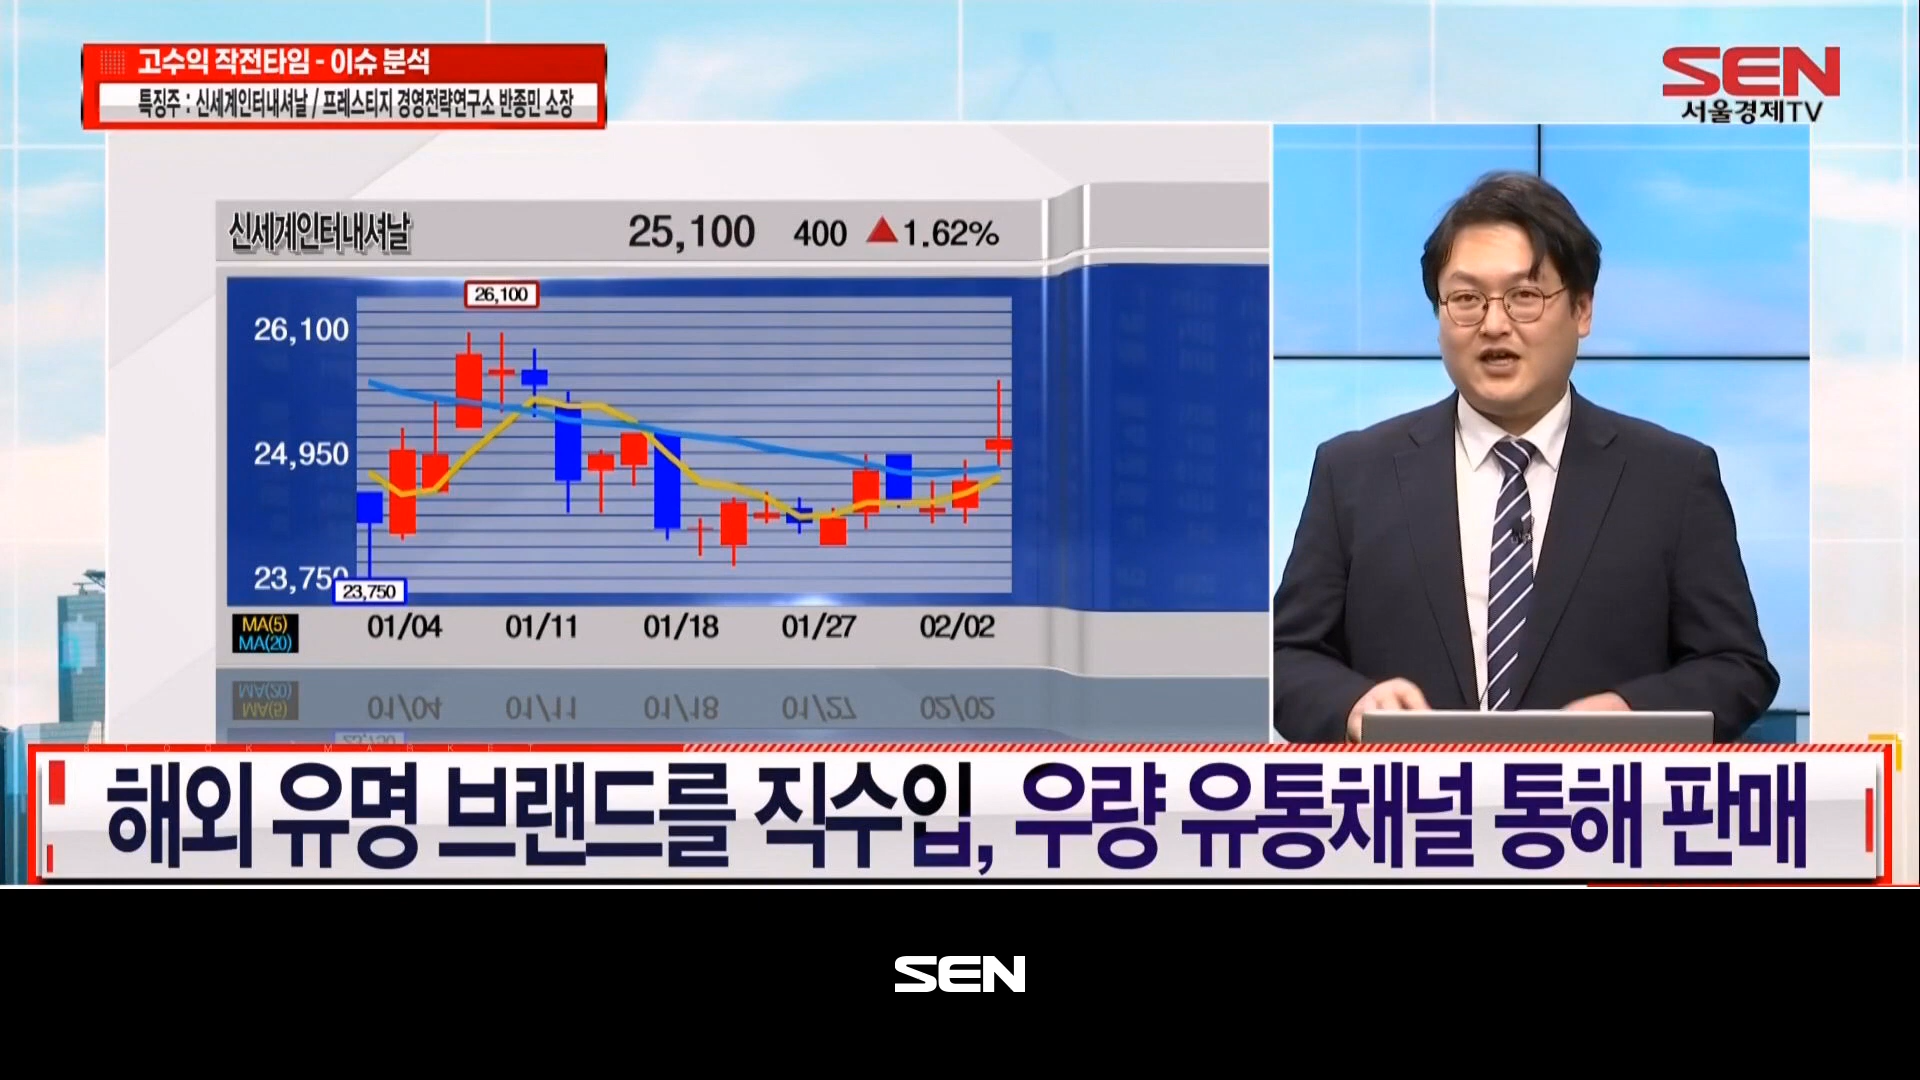 고수익 작전타임 - 이슈 분석
특징주 : 신세계인터내셔날 / 프레스티지 경영전략연구소 반종민 소장
SEN
서울경제TV
신세계인터내셔날 25,100 400 ▲1.62%
26,100
26,100
24,950
23,750
23,750
MA(5)
MA(20)
01/04 01/11 01/18 01/27 02/02
STOCK MARKET
해외 유명 브랜드를 직수입, 우량 유통채널 통해 판매
SEN